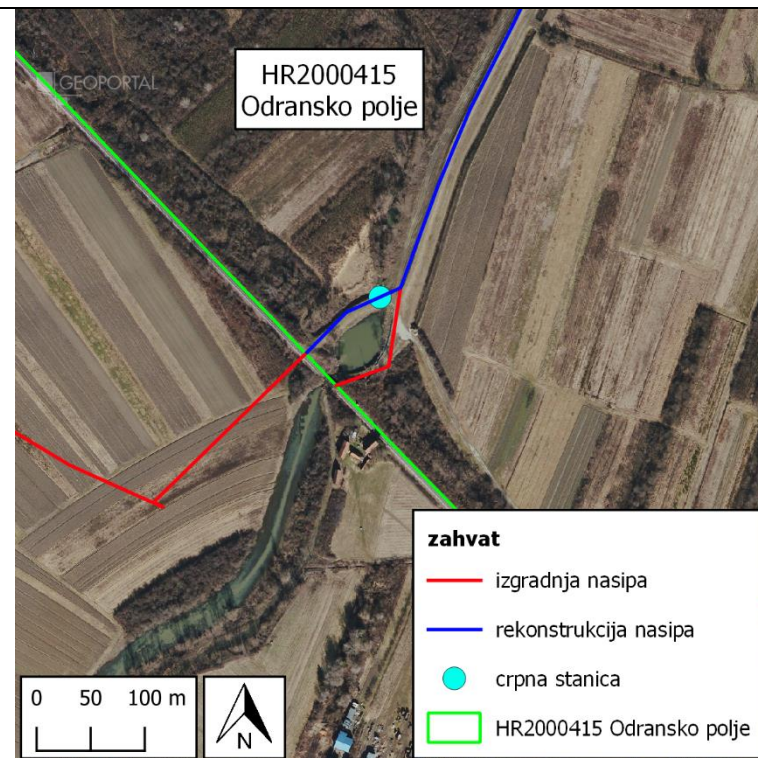 GEOPORTAL
HR2000415
Odransko polje
zahvat
izgradnja nasipa
rekonstrukcija nasipa
crpna stanica
HR2000415 Odransko polje
0 50 100 m
N